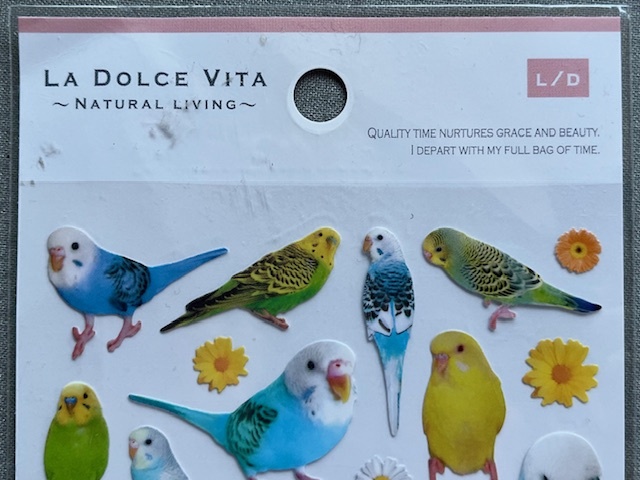 LA DOLCE VITA
~NATURAL LIVING~
L/D
QUALITY TIME NURTURES GRACE AND BEAUTY.
I DEPART WITH MY FULL BAG OF TIME.